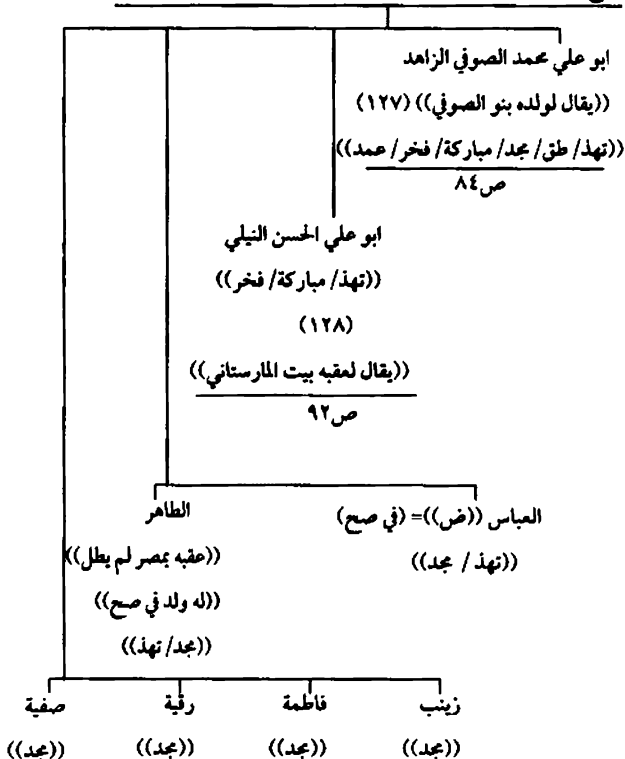 ابو علي محمد الصوفي الزاهد
((يقال لولده بنو الصوفي)) (١٢٧)
((تهذ/ طق/ مجد/ مباركة/ فخر/ عمد))
ص٨٤
ابو علي الحسن النيلي
((تهذ/ مباركة/ فخر))
(١٢٨)
((يقال لعقبه بيت المارستاني))
ص٩٢
العباس ((ض))= (في صح)
((تهذ / مجد))
الطاهر
((عقبه بمصر لم يطل))
((له ولد في صح))
((مجد/ تهذ))
زينب
((مجد))
فاطمة
((مجد))
رقية
((مجد))
صفية
((مجد))